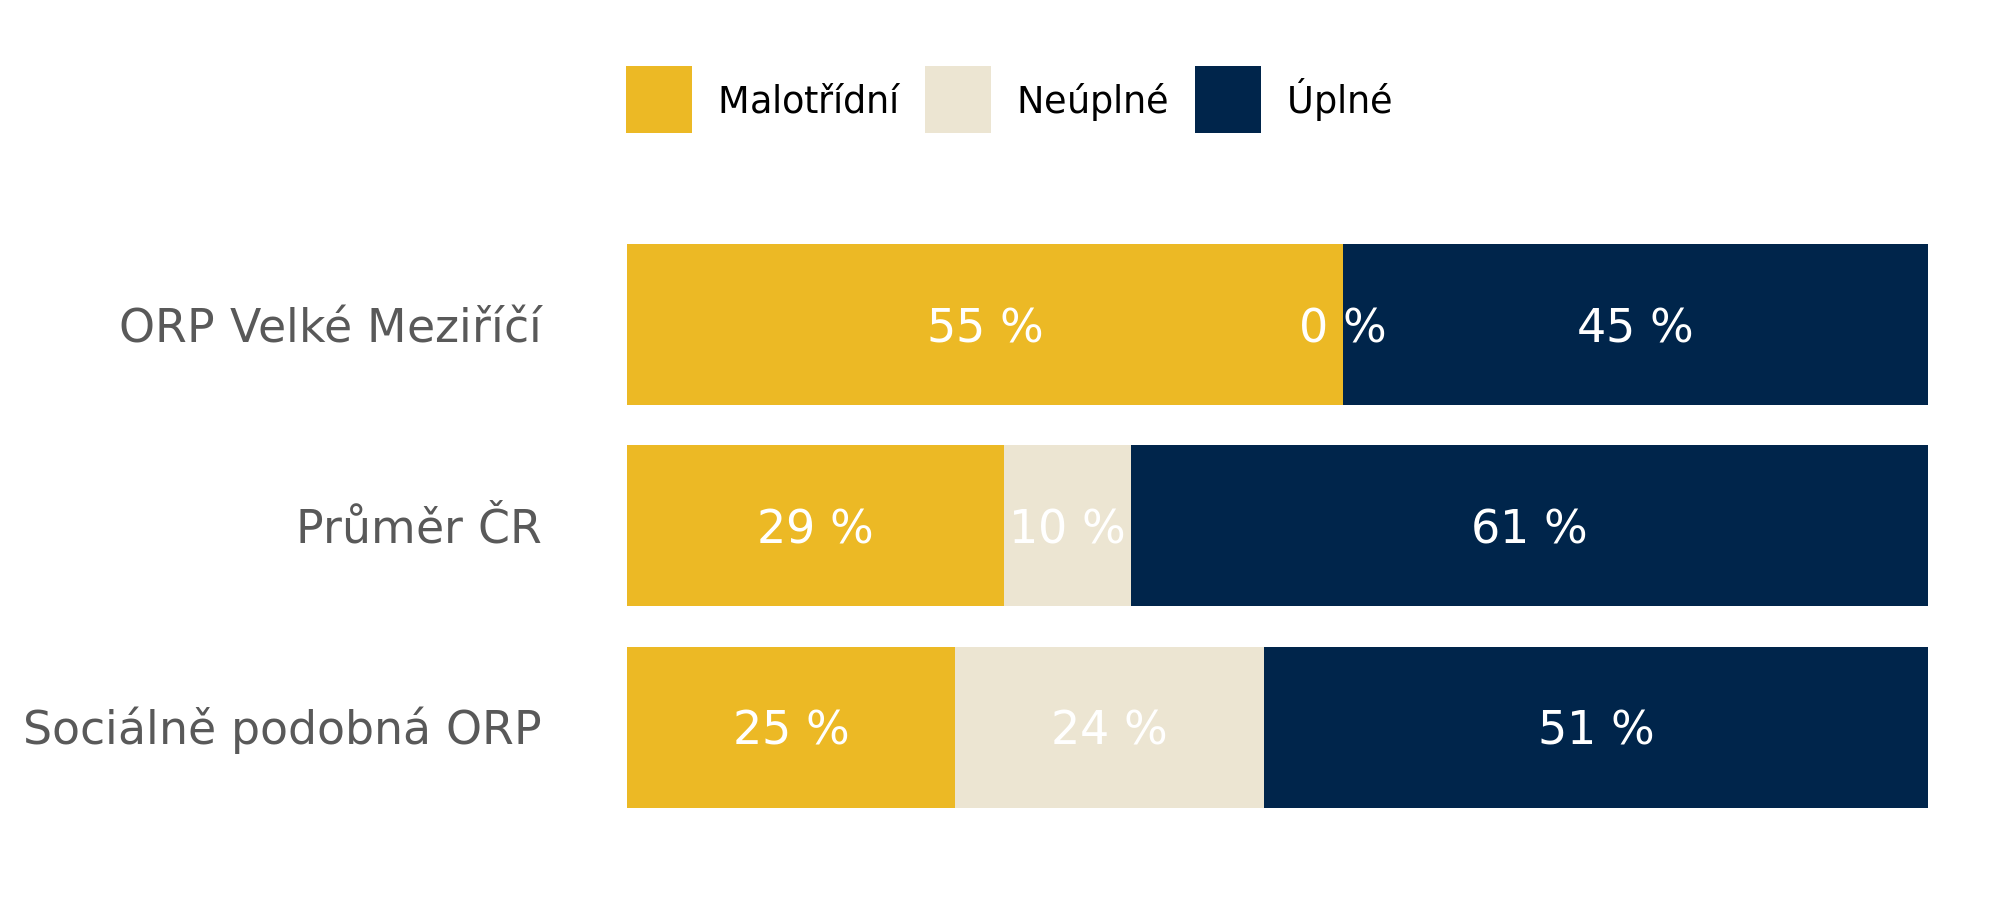 Malotřídní Neúplné Úplné
ORP Velké Meziříčí 55 % 0 % 45 %
Průměr ČR 29 % 10 % 61 %
Sociálně podobná ORP 25 % 24 % 51 %